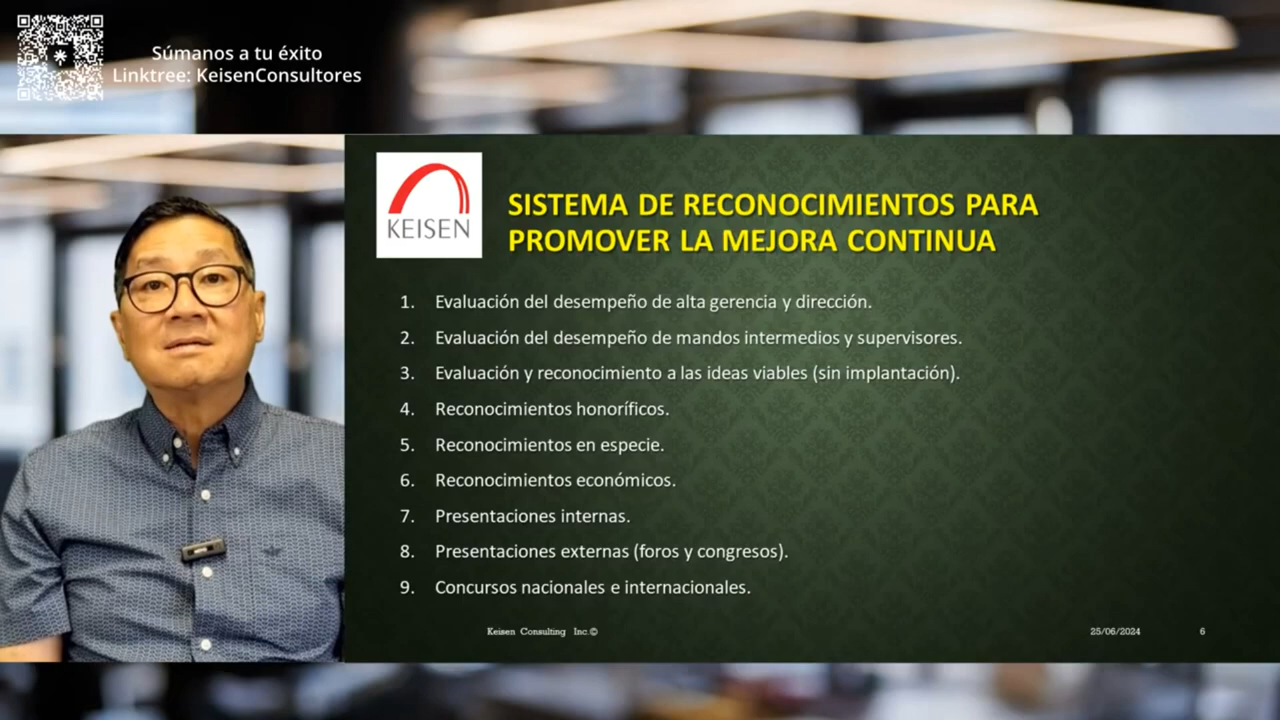 Súmanos a tu éxito
Linktree: KeisenConsultores
KEISEN
SISTEMA DE RECONOCIMIENTOS PARA
PROMOVER LA MEJORA CONTINUA
1. Evaluación del desempeño de alta gerencia y dirección.
2. Evaluación del desempeño de mandos intermedios y supervisores.
3. Evaluación y reconocimiento a las ideas viables (sin implantación).
4. Reconocimientos honoríficos.
5. Reconocimientos en especie.
6. Reconocimientos económicos.
7. Presentaciones internas.
8. Presentaciones externas (foros y congresos).
9. Concursos nacionales e internacionales.
Keisen Consulting Inc.©
25/06/2024
6